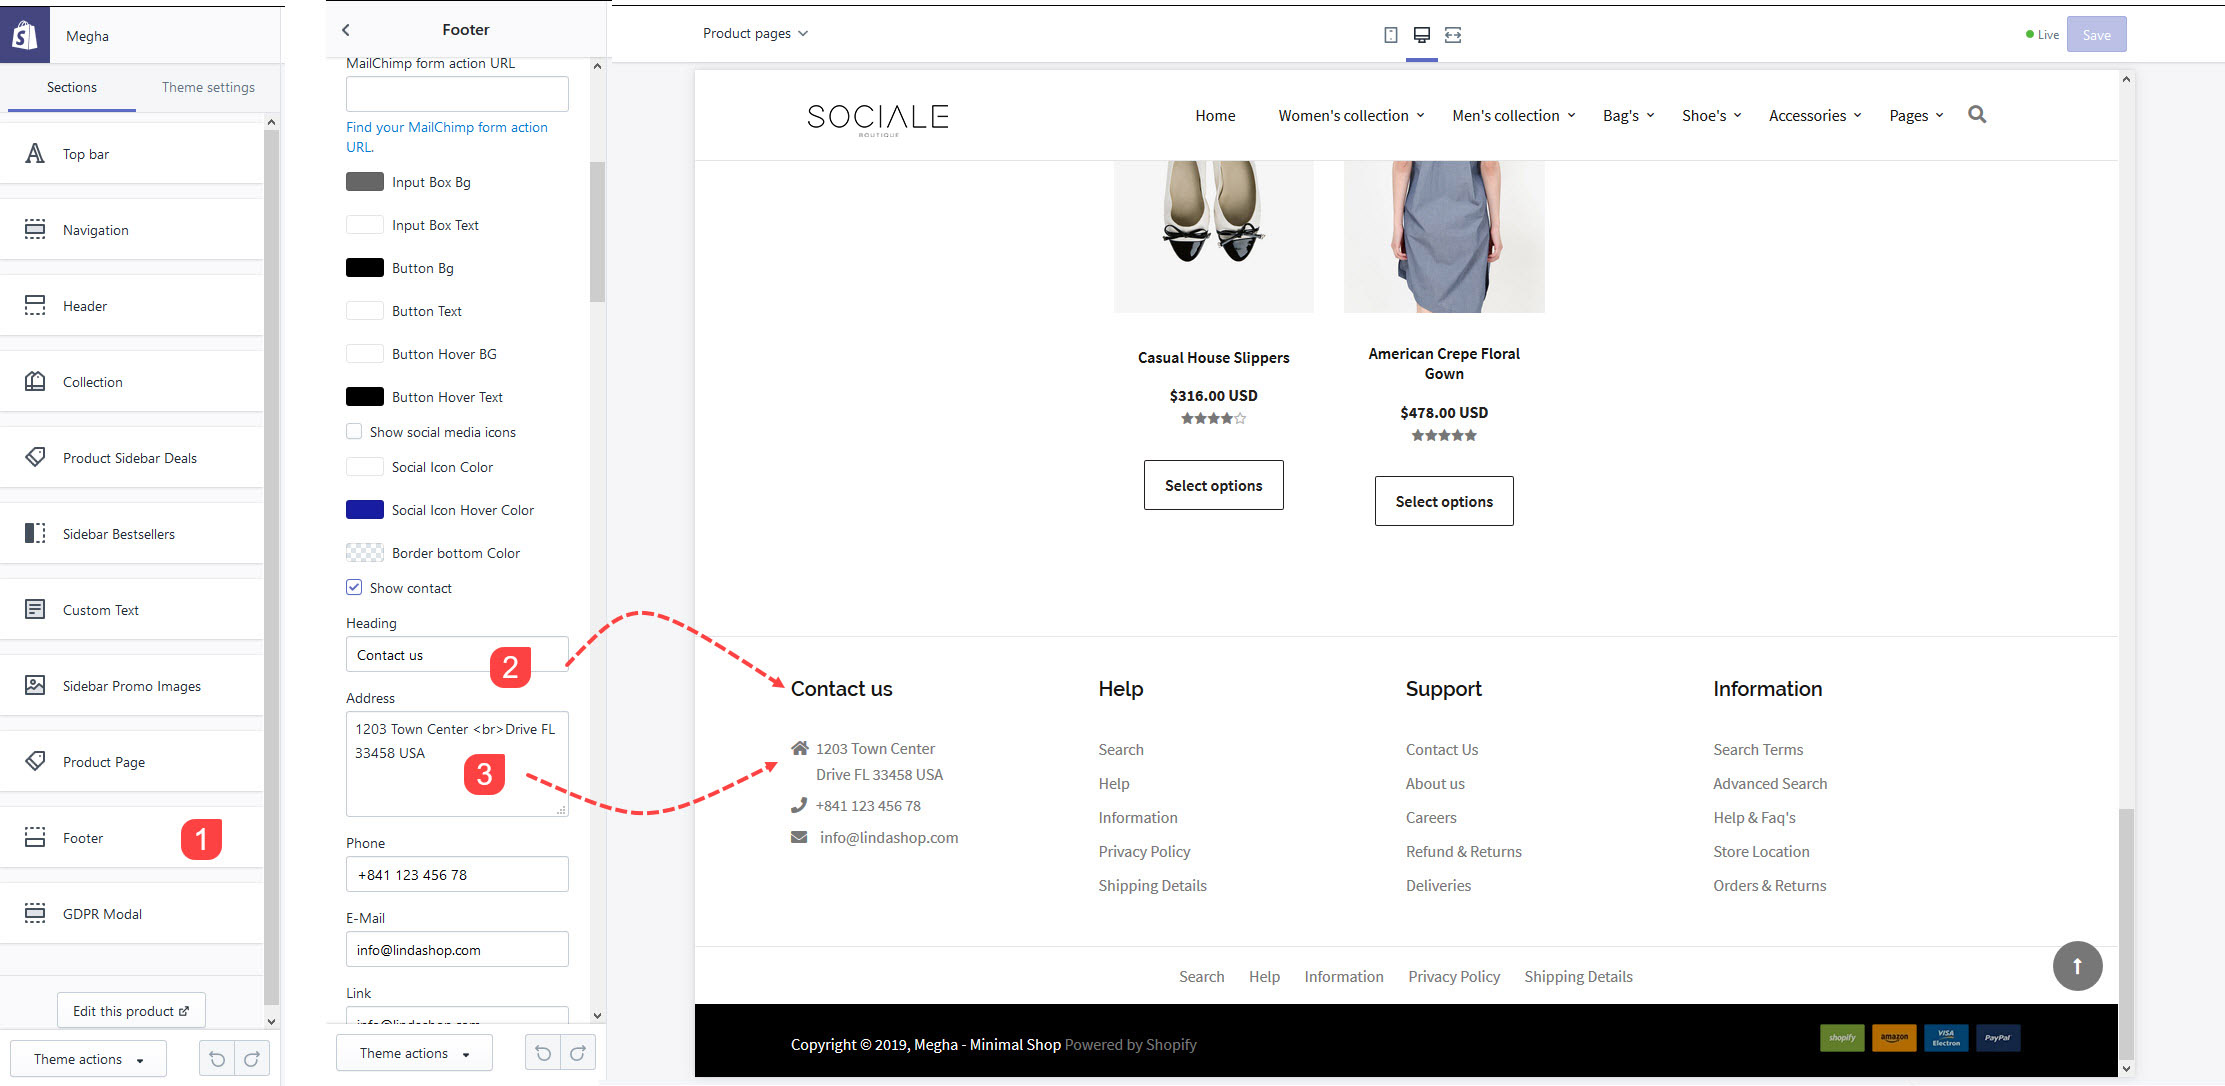 Megha
Sections
Theme settings
Top bar
Navigation
Header
Collection
Product Sidebar Deals
Sidebar Bestsellers
Custom Text
Sidebar Promo Images
Product Page
Footer
1
GDPR Modal
Edit this product
Theme actions
Footer
MailChimp form action URL
Find your MailChimp form action
URL.
Input Box Bg
Input Box Text
Button Bg
Button Text
Button Hover BG
Button Hover Text
Show social media icons
Social Icon Color
Social Icon Hover Color
Border bottom Color
Show contact
Heading
Contact us
2
Address
1203 Town Center <br>Drive FL
33458 USA
3
Phone
+841 123 456 78
E-Mail
info@lindashop.com
Link
info@lindashop.com
Theme actions
Product pages
Live
Save
SOCIALE
BOUTIQUE
Home
Women's collection
Men's collection
Bag's
Shoe's
Accessories
Pages
Casual House Slippers
$316.00 USD
Select options
American Crepe Floral
Gown
$478.00 USD
Select options
Contact us
1203 Town Center
Drive FL 33458 USA
+841 123 456 78
info@lindashop.com
Help
Search
Help
Information
Privacy Policy
Shipping Details
Support
Contact Us
About us
Careers
Refund & Returns
Deliveries
Information
Search Terms
Advanced Search
Help & Faq's
Store Location
Orders & Returns
Search Help Information Privacy Policy Shipping Details
Copyright © 2019, Megha - Minimal Shop Powered by Shopify
shopify
amazon
VISA
Electron
PayPal